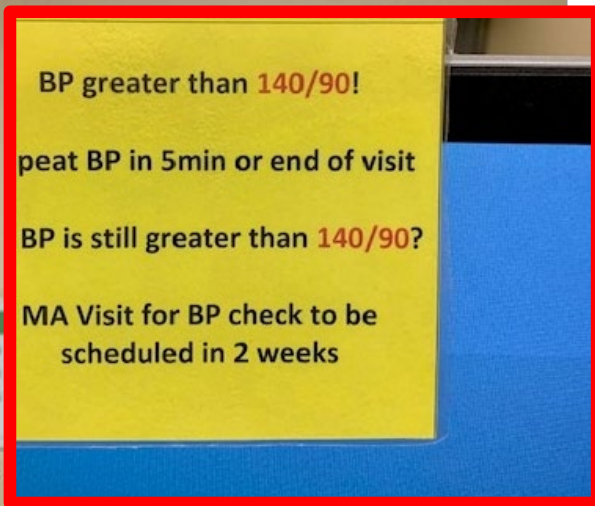 BP greater than 140/90!
peat BP in 5min or end of visit
BP is still greater than 140/90?
MA Visit for BP check to be
scheduled in 2 weeks